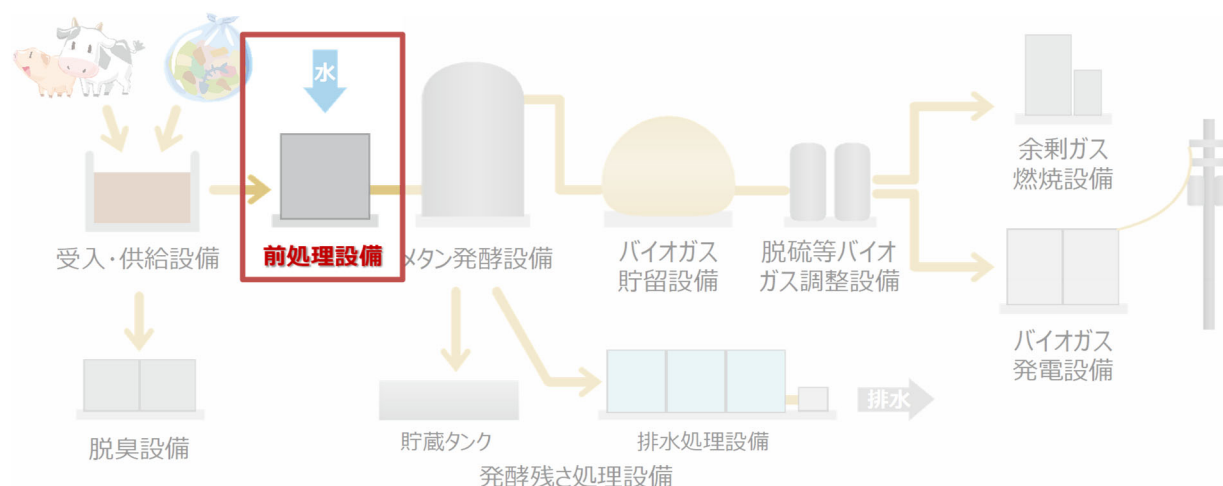 水
受入・供給設備
前処理設備
メタン発酵設備
バイオガス
貯留設備
脱硫等バイオ
ガス調整設備
余剰ガス
燃焼設備
バイオガス
発電設備
脱臭設備
貯蔵タンク
排水処理設備
排水
発酵残さ処理設備